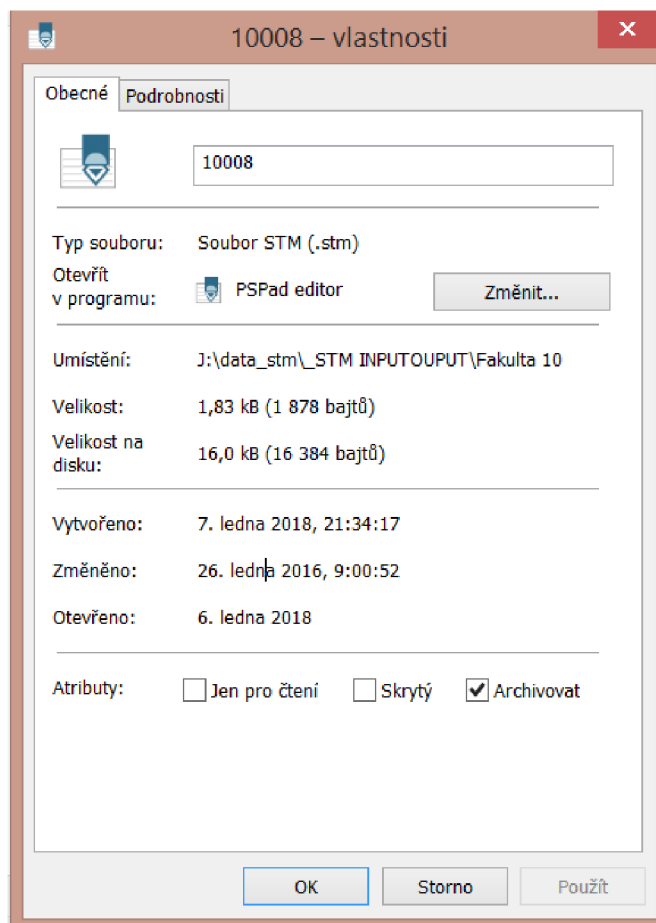 10008 – vlastnosti
Obecné Podrobnosti
10008
Typ souboru: Soubor STM (.stm)
Otevřít
v programu: PSPad editor Změnit...
Umístění: J:\data_stm\_STM INPUTOUPUT\Fakulta 10
Velikost: 1,83 kB (1 878 bajtů)
Velikost na
disku: 16,0 kB (16 384 bajtů)
Vytvořeno: 7. ledna 2018, 21:34:17
Změněno: 26. ledna 2016, 9:00:52
Otevřeno: 6. ledna 2018
Atributy: Jen pro čtení Skrytý Archivovat
OK Storno Použít